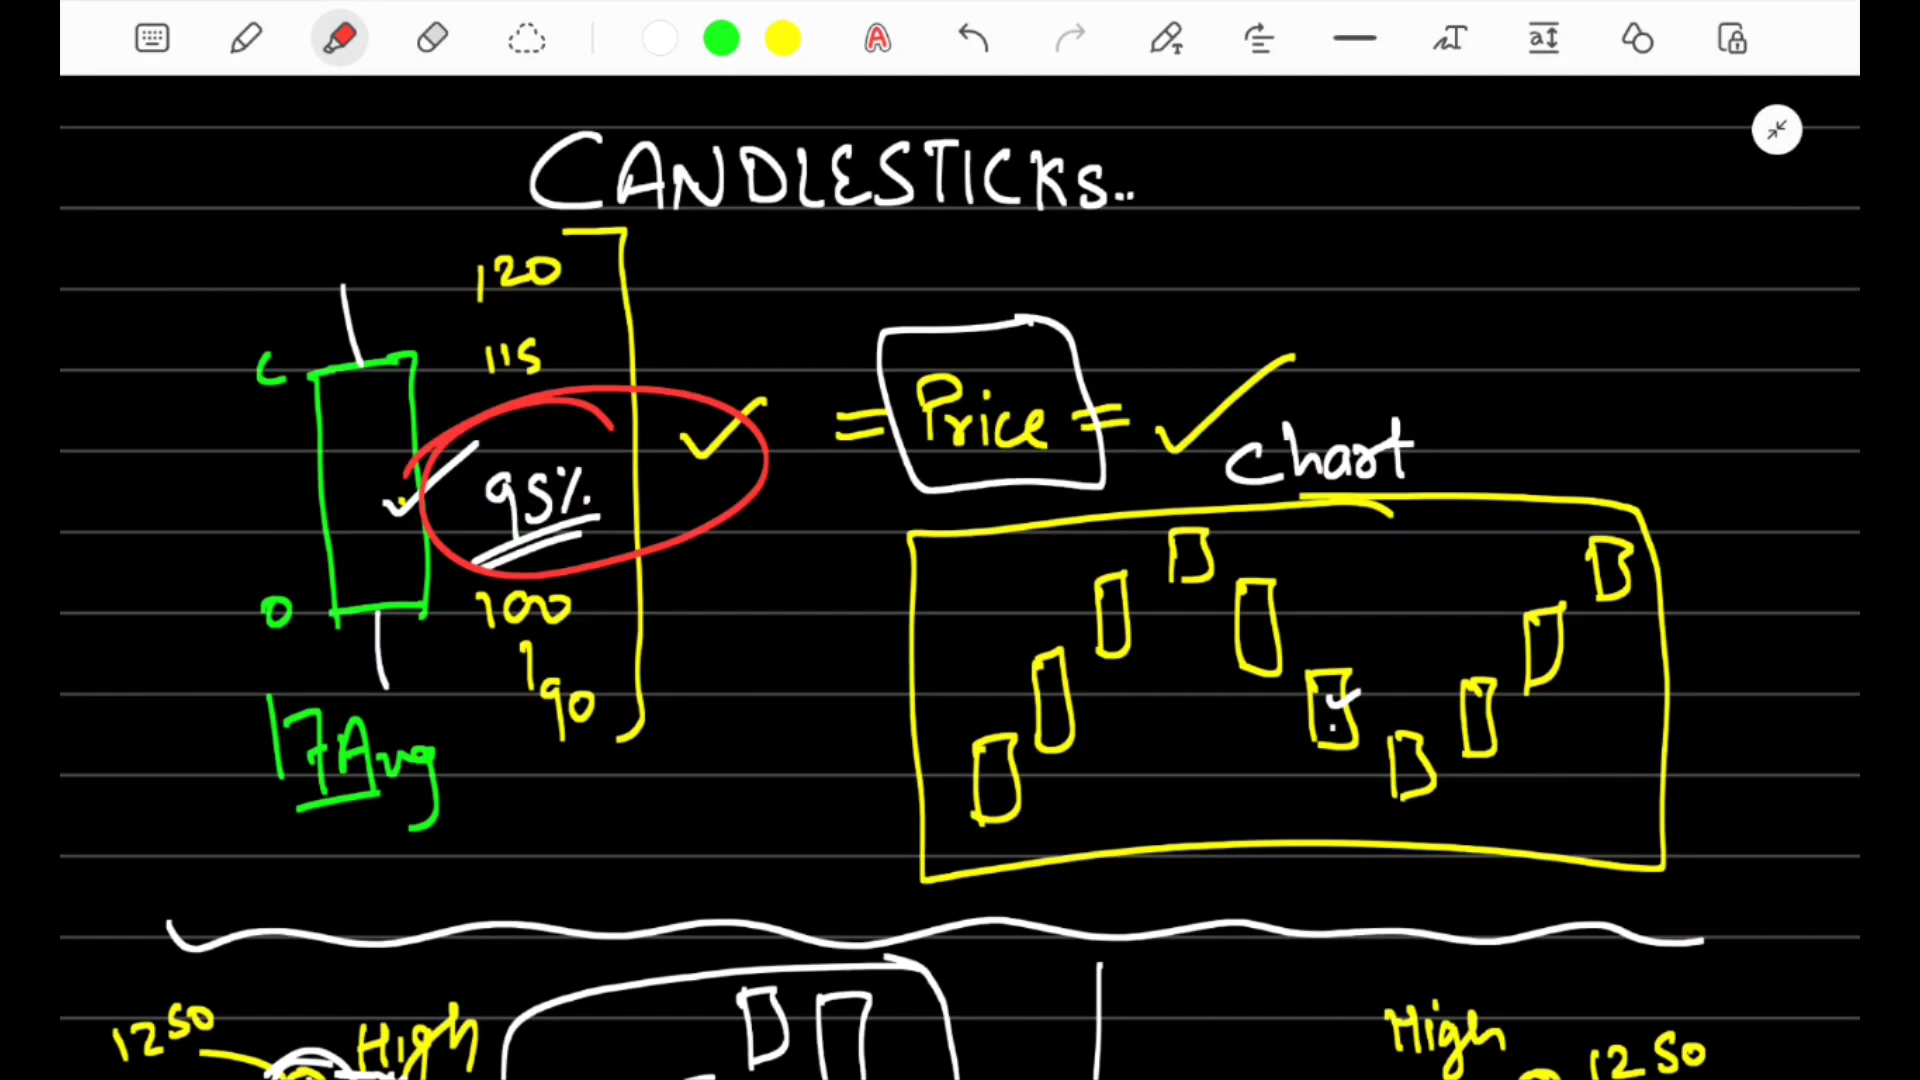 CANDLESTICKS..
120
C
115
= Price =
Chart
95%
O
100
90
17 Aug
1250 High
High 1250